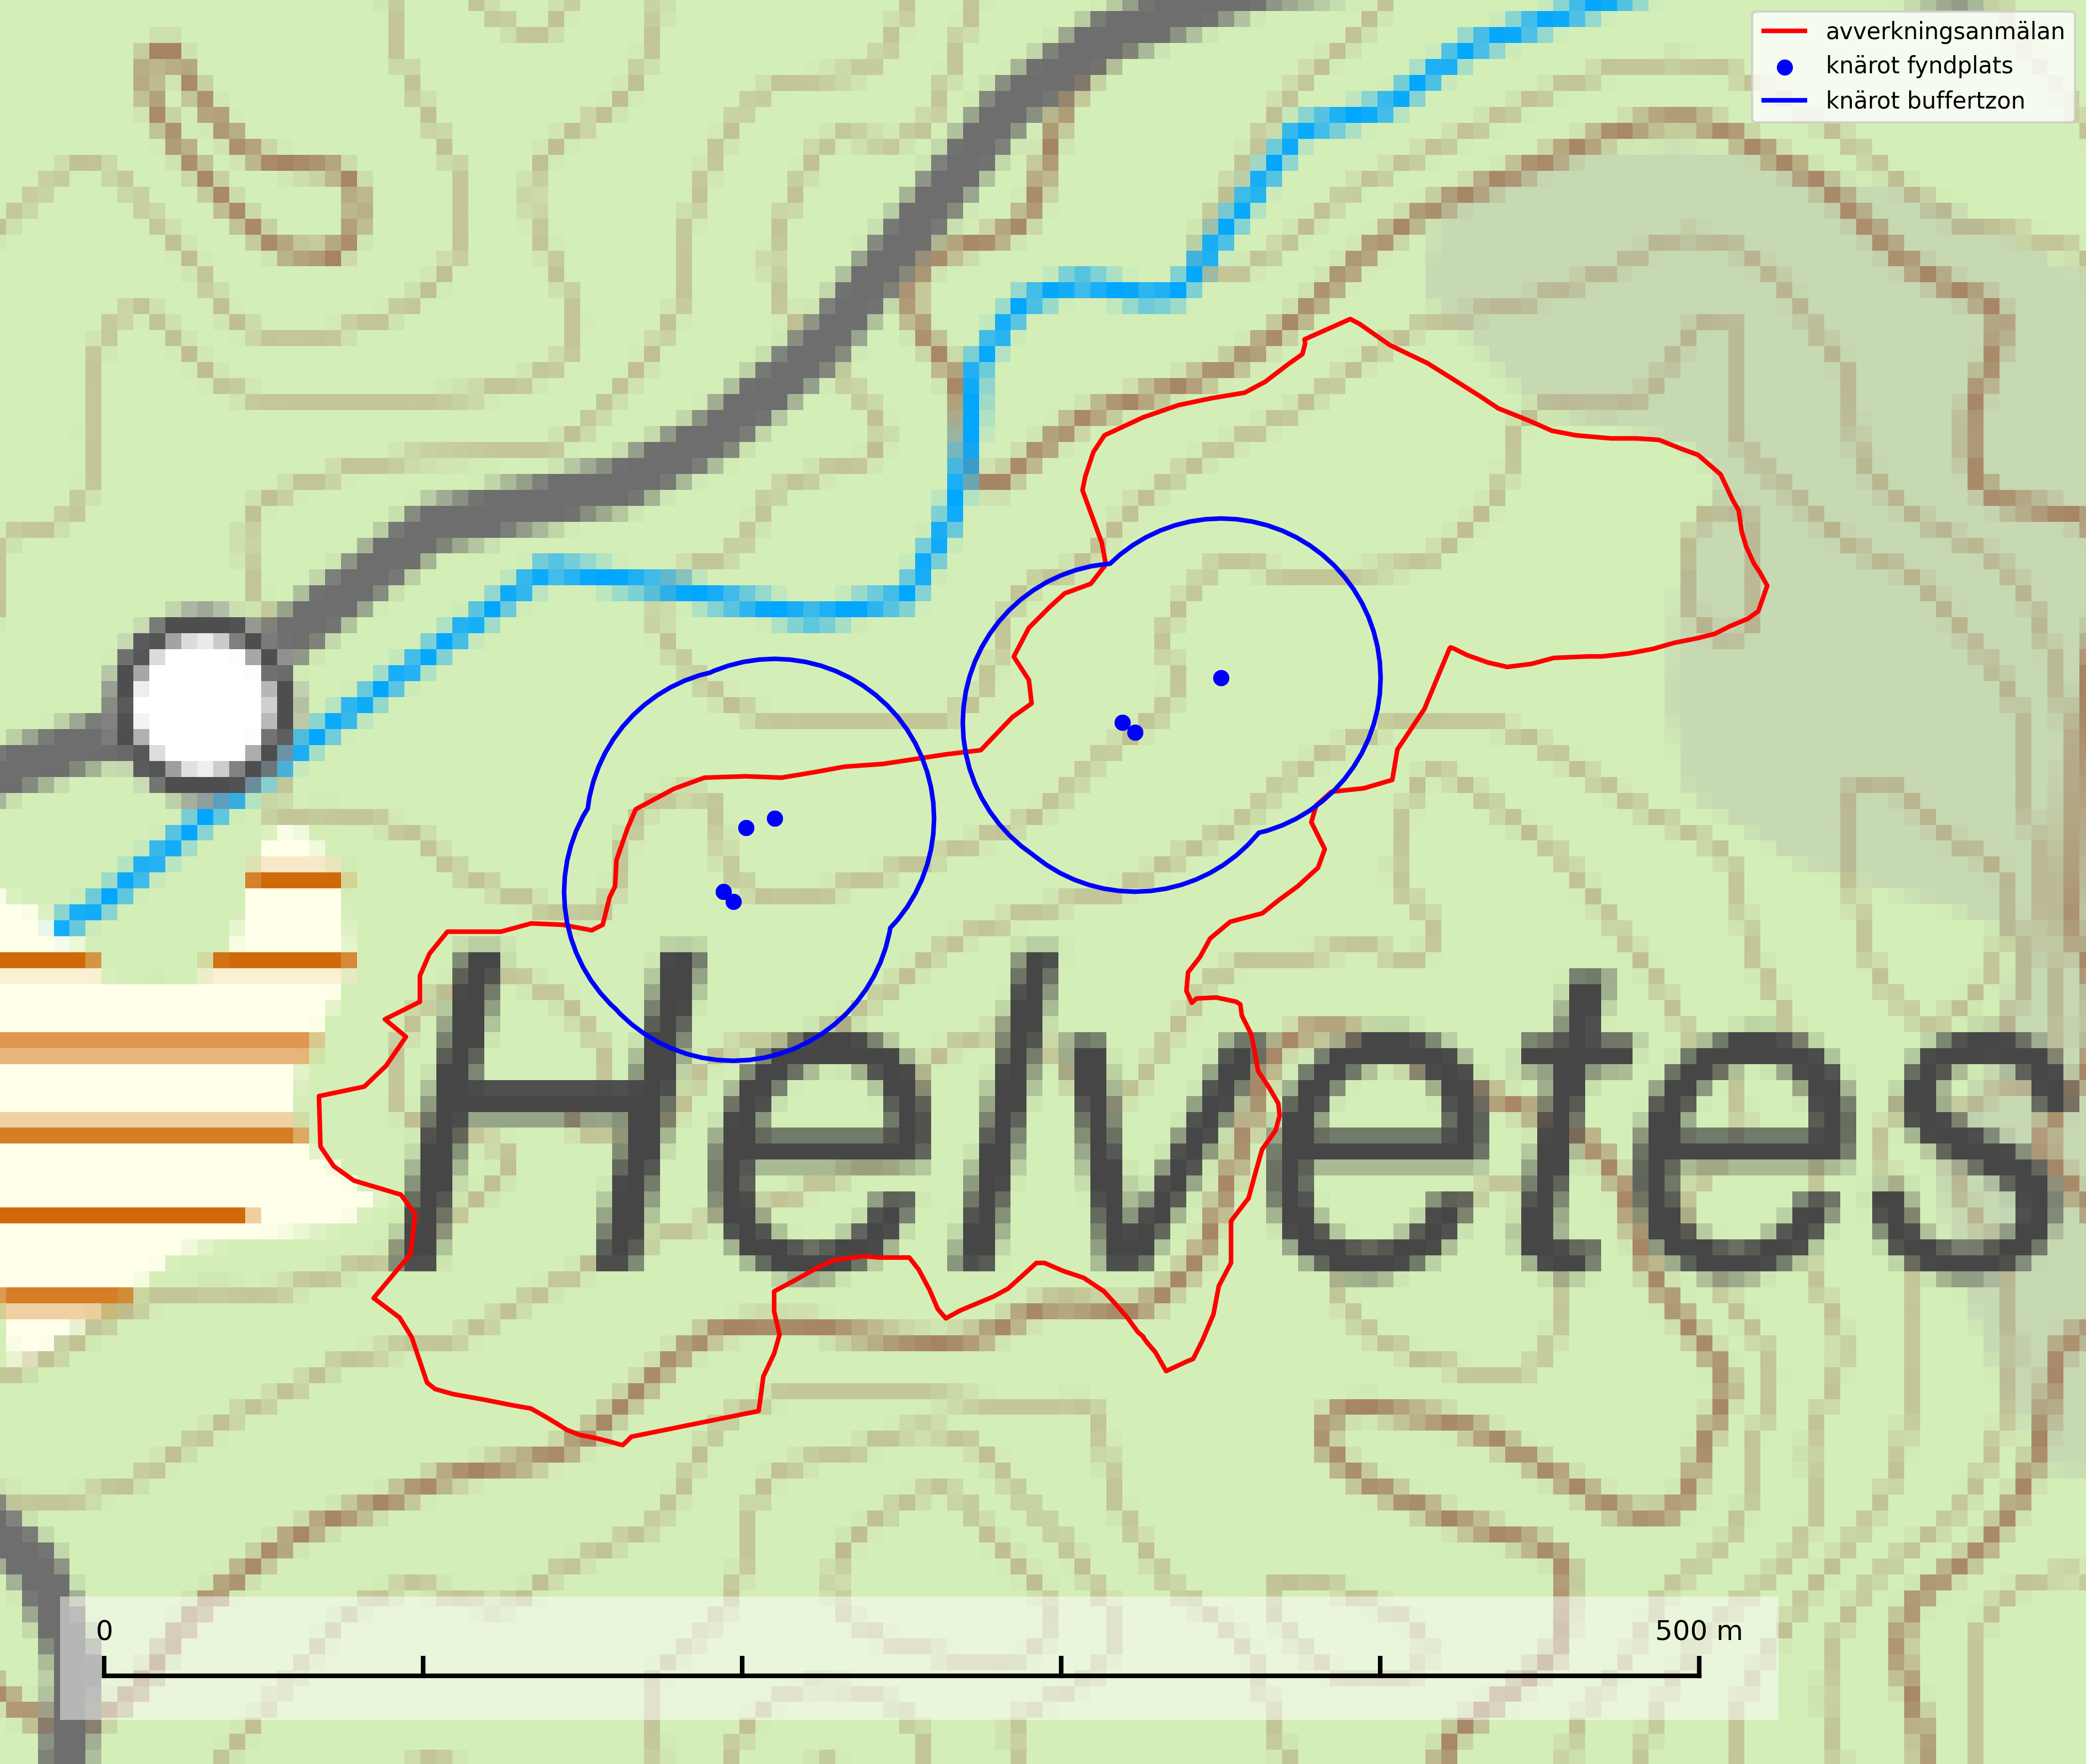 avverkningsanmälan
knärot fyndplats
knärot buffertzon
Helvetes
0 500 m